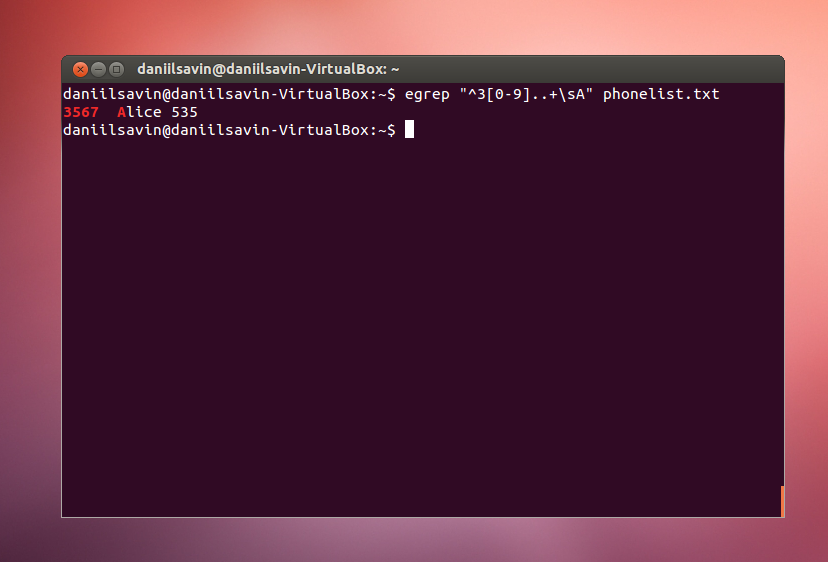 daniilsavin@daniilsavin-VirtualBox: ~
daniilsavin@daniilsavin-VirtualBox:~$ egrep "^3[0-9]..+\sA" phonelist.txt
3567  Alice 535
daniilsavin@daniilsavin-VirtualBox:~$